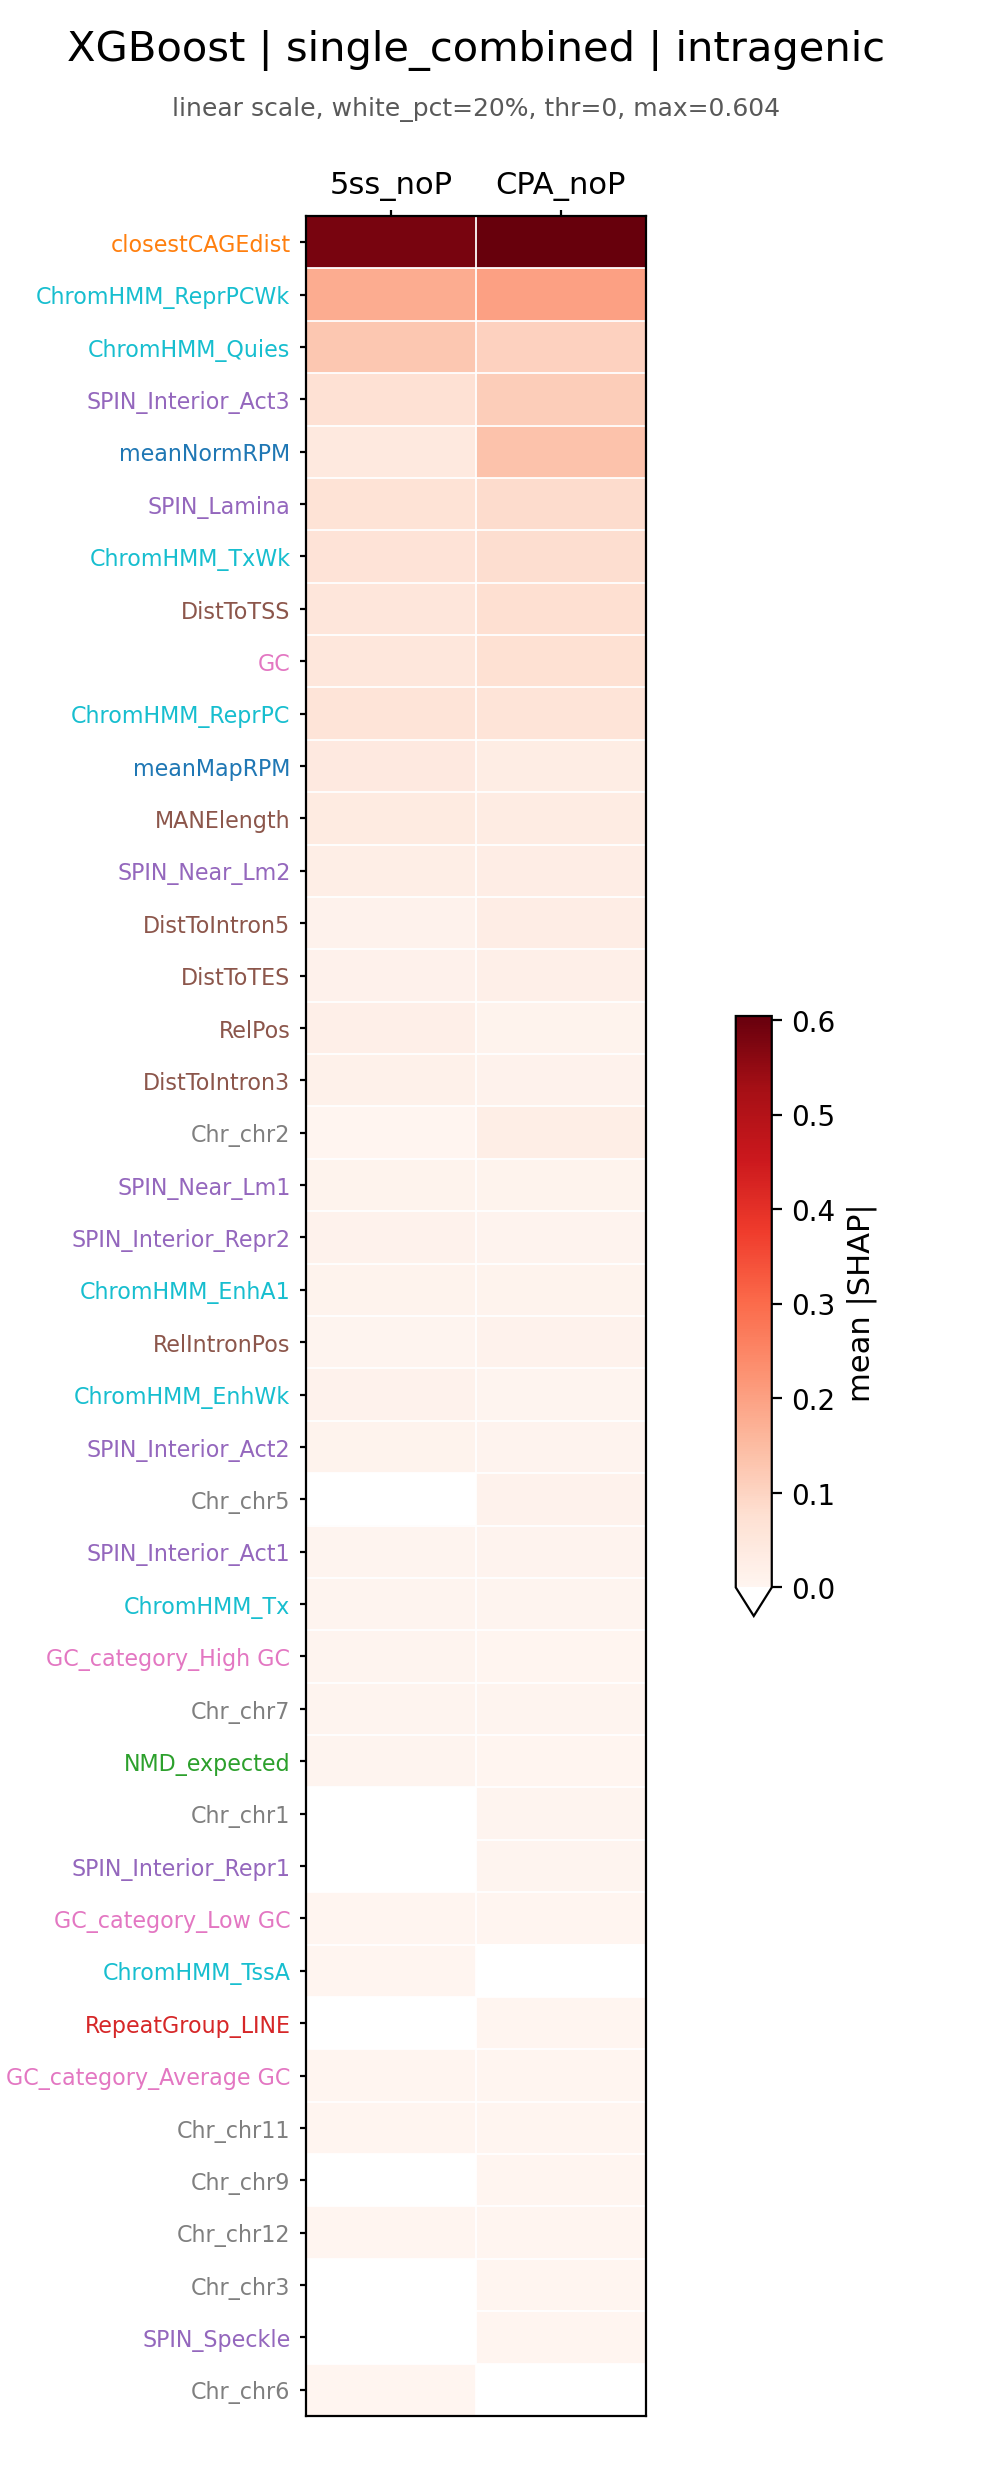 XGBoost | single_combined | intragenic
linear scale, white_pct=20%, thr=0, max=0.604
5ss_noP CPA_noP
closestCAGEdist
ChromHMM_ReprPCWk
ChromHMM_Quies
SPIN_Interior_Act3
meanNormRPM
SPIN_Lamina
ChromHMM_TxWk
DistToTSS
GC
ChromHMM_ReprPC
meanMapRPM
MANElength
SPIN_Near_Lm2
DistToIntron5
DistToTES
RelPos
DistToIntron3
Chr_chr2
SPIN_Near_Lm1
SPIN_Interior_Repr2
ChromHMM_EnhA1
RelIntronPos
ChromHMM_EnhWk
SPIN_Interior_Act2
Chr_chr5
SPIN_Interior_Act1
ChromHMM_Tx
GC_category_High GC
Chr_chr7
NMD_expected
Chr_chr1
SPIN_Interior_Repr1
GC_category_Low GC
ChromHMM_TssA
RepeatGroup_LINE
GC_category_Average GC
Chr_chr11
Chr_chr9
Chr_chr12
Chr_chr3
SPIN_Speckle
Chr_chr6
0.6
0.5
0.4
0.3
0.2
0.1
0.0
mean |SHAP|